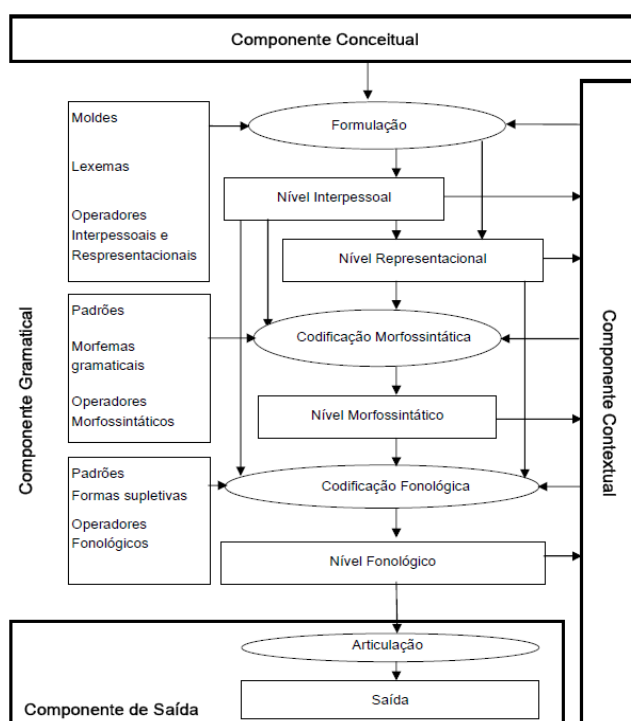 Componente Conceitual
Moldes
Lexemas
Operadores
Interpessoais e
Respresentacionais
Formulação
Nível Interpessoal
Nível Representacional
Componente Gramatical
Padrões
Morfemas
gramaticais
Operadores
Morfossintáticos
Codificação Morfossintática
Nível Morfossintático
Componente Contextual
Padrões
Formas supletivas
Operadores
Fonológicos
Codificação Fonológica
Nível Fonológico
Articulação
Saída
Componente de Saída